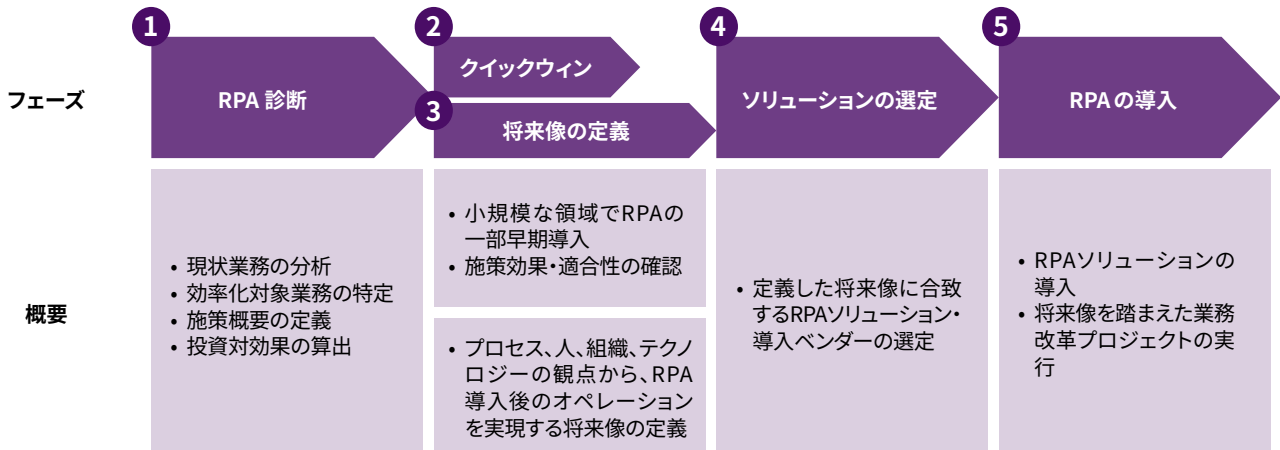 1
2
4
5
フェーズ
RPA 診断
クイックウィン
3
将来像の定義
ソリューションの選定
RPA の導入
概要
• 現状業務の分析
• 効率化対象業務の特定
• 施策概要の定義
• 投資対効果の算出
• 小規模な領域でRPAの
一部早期導入
• 施策効果・適合性の確認
• プロセス、人、組織、テクノ
ロジーの観点から、RPA
導入後のオペレーション
を実現する将来像の定義
• 定義した将来像に合致
するRPAソリューション・
導入ベンダーの選定
• RPAソリューションの
導入
• 将来像を踏まえた業務
改革プロジェクトの実
行